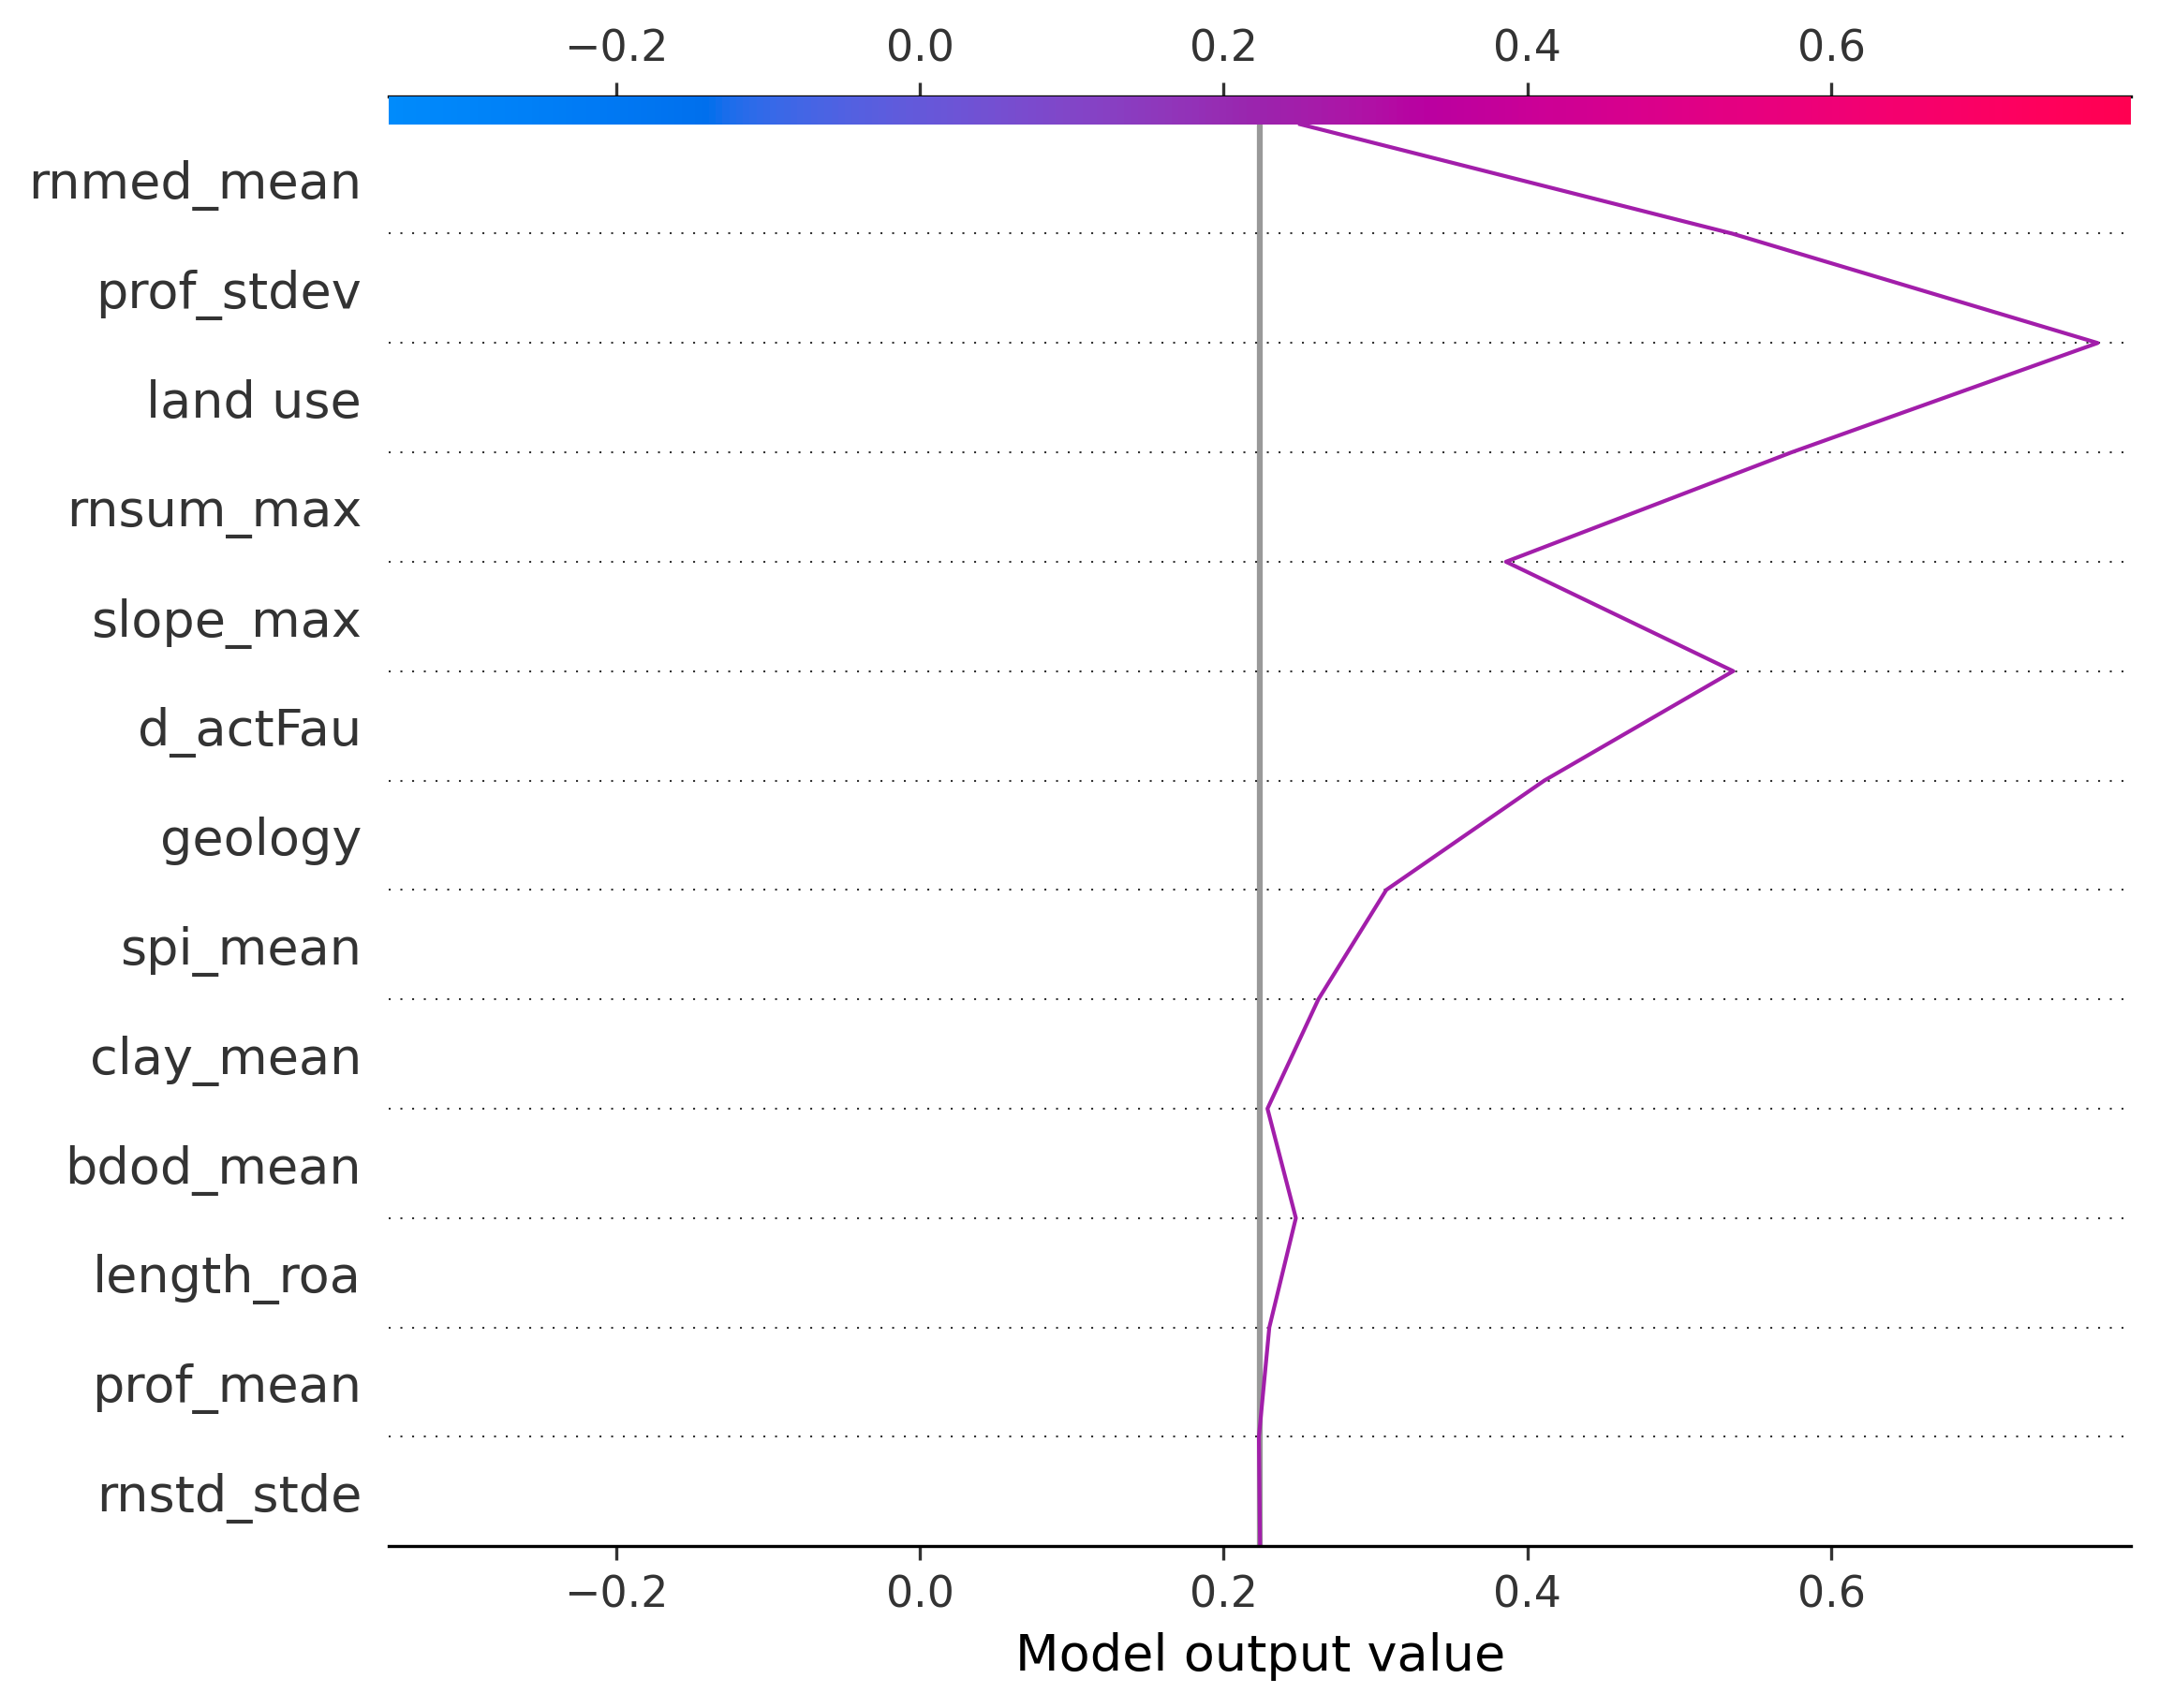 −0.2 0.0 0.2 0.4 0.6
rnmed_mean
prof_stdev
land use
rnsum_max
slope_max
d_actFau
geology
spi_mean
clay_mean
bdod_mean
length_roa
prof_mean
rnstd_stde
−0.2 0.0 0.2 0.4 0.6
Model output value